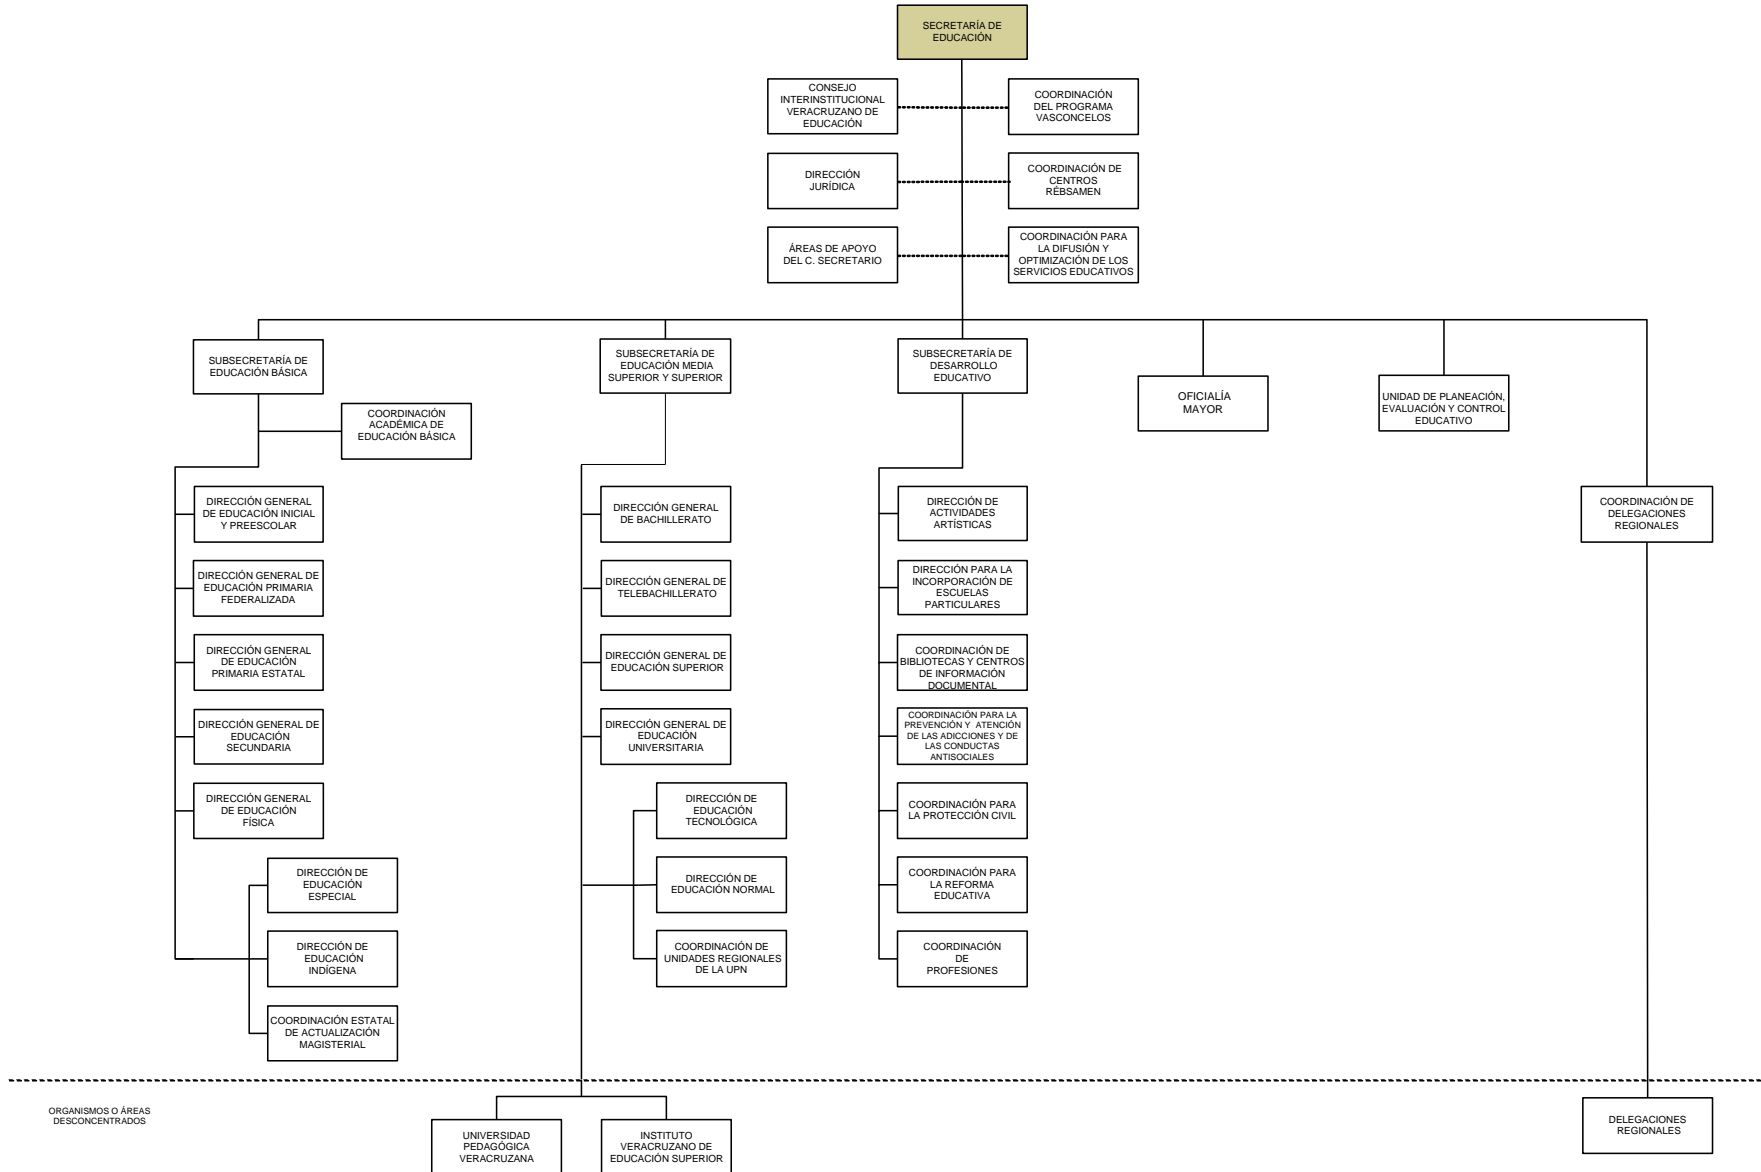 SECRETARÍA DE
EDUCACIÓN
CONSEJO
INTERINSTITUCIONAL
VERACRUZANO DE
EDUCACIÓN
COORDINACIÓN
DEL PROGRAMA
VASCONCELOS
DIRECCIÓN
JURÍDICA
COORDINACIÓN DE
CENTROS
RÉBSAMEN
ÁREAS DE APOYO
DEL C. SECRETARIO
COORDINACIÓN PARA
LA DIFUSIÓN Y
OPTIMIZACIÓN DE LOS
SERVICIOS EDUCATIVOS
SUBSECRETARÍA DE
EDUCACIÓN BÁSICA
SUBSECRETARÍA DE
EDUCACIÓN MEDIA
SUPERIOR Y SUPERIOR
SUBSECRETARÍA DE
DESARROLLO
EDUCATIVO
OFICIALÍA
MAYOR
UNIDAD DE PLANEACIÓN,
EVALUACIÓN Y CONTROL
EDUCATIVO
COORDINACIÓN
ACADÉMICA DE
EDUCACIÓN BÁSICA
DIRECCIÓN GENERAL
DE EDUCACIÓN INICIAL
Y PREESCOLAR
DIRECCIÓN GENERAL
DE BACHILLERATO
DIRECCIÓN DE
ACTIVIDADES
ARTÍSTICAS
COORDINACIÓN DE
DELEGACIONES
REGIONALES
DIRECCIÓN GENERAL DE
EDUCACIÓN PRIMARIA
FEDERALIZADA
DIRECCIÓN GENERAL DE
TELEBACHILLERATO
DIRECCIÓN PARA LA
INCORPORACIÓN DE
ESCUELAS
PARTICULARES
DIRECCIÓN GENERAL
DE EDUCACIÓN
PRIMARIA ESTATAL
DIRECCIÓN GENERAL DE
EDUCACIÓN SUPERIOR
COORDINACIÓN DE
BIBLIOTECAS Y CENTROS
DE INFORMACIÓN
DOCUMENTAL
DIRECCIÓN GENERAL DE
EDUCACIÓN
SECUNDARIA
DIRECCIÓN GENERAL DE
EDUCACIÓN
UNIVERSITARIA
COORDINACIÓN PARA LA
PREVENCIÓN Y ATENCIÓN
DE LAS ADICCIONES Y DE
LAS CONDUCTAS
ANTISOCIALES
DIRECCIÓN GENERAL
DE EDUCACIÓN
FÍSICA
DIRECCIÓN DE
EDUCACIÓN
TECNOLÓGICA
COORDINACIÓN PARA
LA PROTECCIÓN CIVIL
DIRECCIÓN DE
EDUCACIÓN
ESPECIAL
DIRECCIÓN DE
EDUCACIÓN NORMAL
COORDINACIÓN PARA
LA REFORMA
EDUCATIVA
DIRECCIÓN DE
EDUCACIÓN
INDÍGENA
COORDINACIÓN DE
UNIDADES REGIONALES
DE LA UPN
COORDINACIÓN
DE
PROFESIONES
COORDINACIÓN ESTATAL
DE ACTUALIZACIÓN
MAGISTERIAL
ORGANISMOS O ÁREAS
DESCONCENTRADOS
UNIVERSIDAD
PEDAGÓGICA
VERACRUZANA
INSTITUTO
VERACRUZANO DE
EDUCACIÓN SUPERIOR
DELEGACIONES
REGIONALES